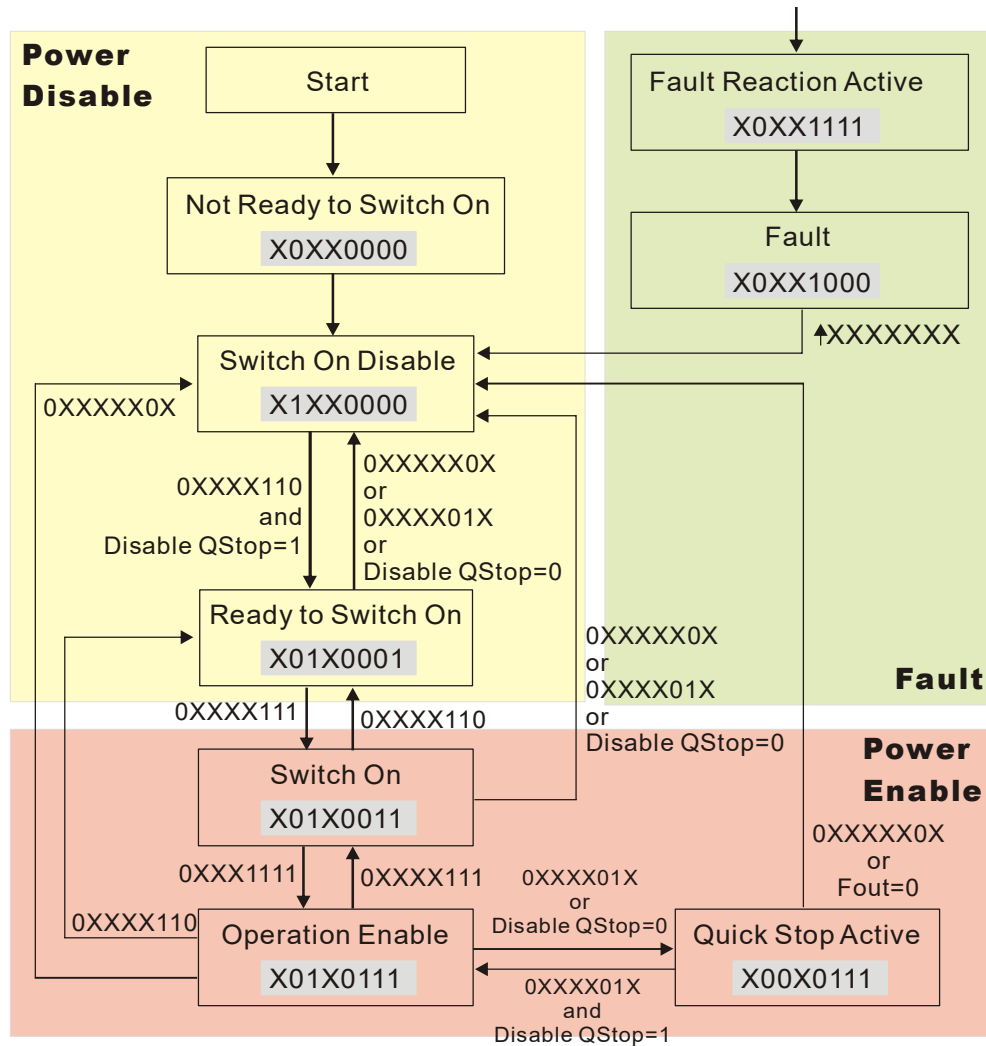 Power
Disable
Start
Not Ready to Switch On
X0XX0000
Switch On Disable
X1XX0000
0XXXXX0X
0XXXX110
and
Disable QStop=1
0XXXXX0X
or
0XXXX01X
or
Disable QStop=0
Ready to Switch On
X01X0001
0XXXX111
0XXXX110
Fault Reaction Active
X0XX1111
Fault
X0XX1000
XXXXXXX
Fault
0XXXXX0X
or
0XXXX01X
or
Disable QStop=0
Power
Enable
Switch On
X01X0011
0XXX1111
0XXXX111
0XXXX110
Operation Enable
X01X0111
0XXXX01X
or
Disable QStop=0
0XXXX01X
and
Disable QStop=1
0XXXXX0X
or
Fout=0
Quick Stop Active
X00X0111